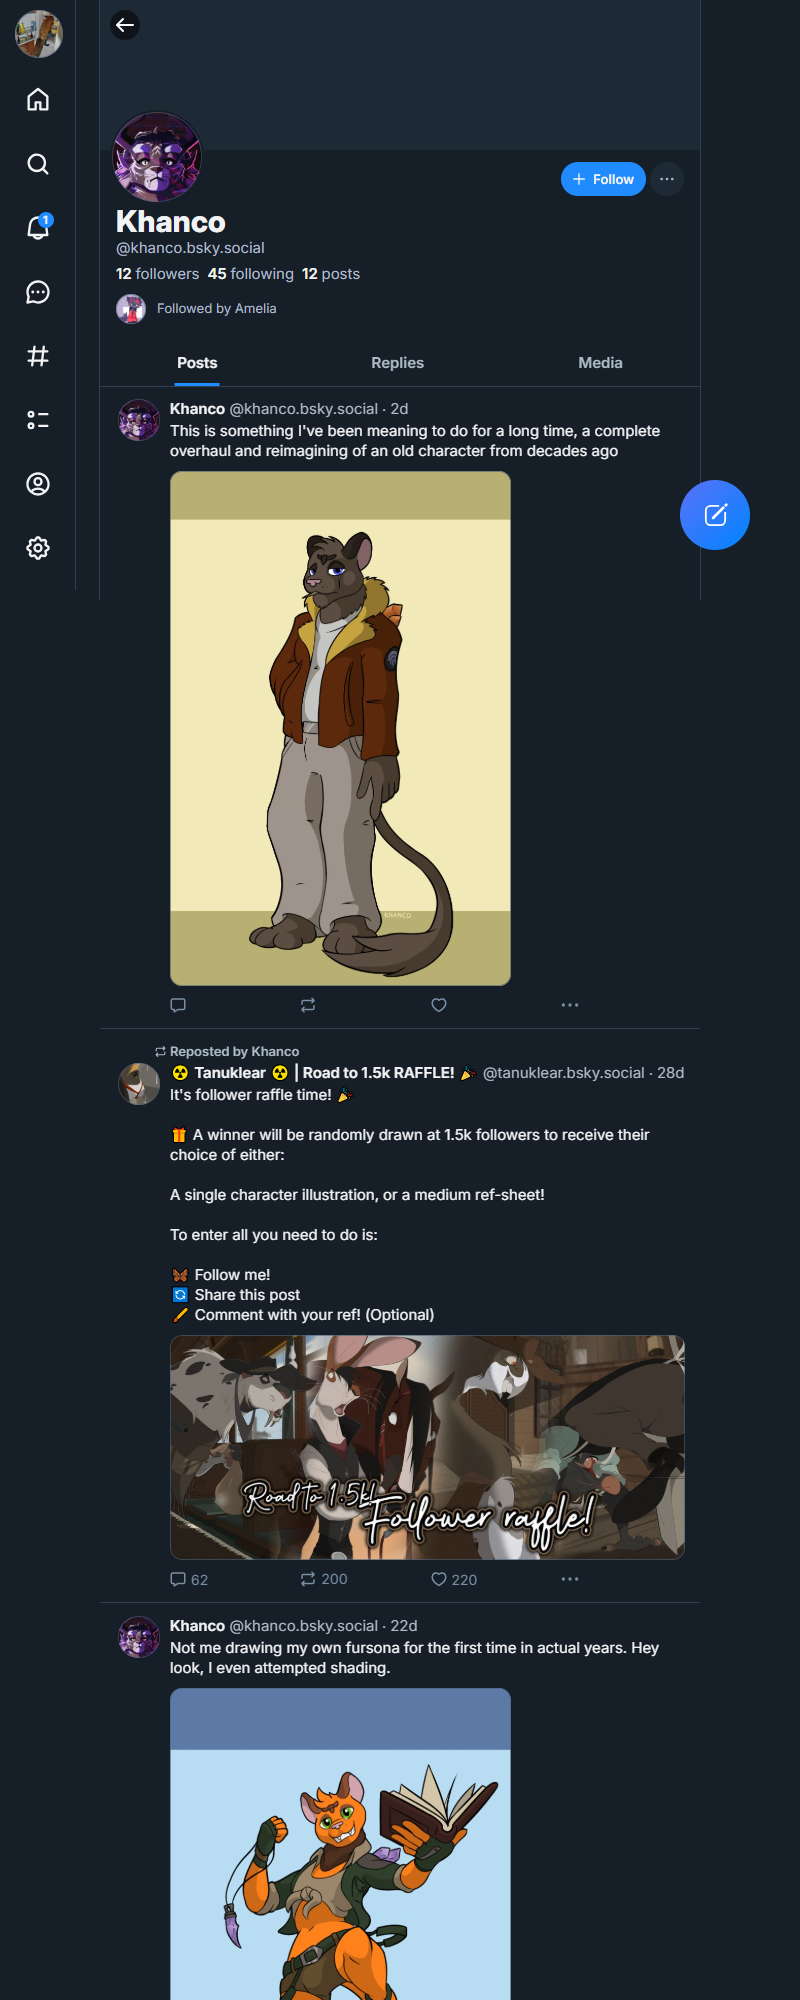 1
Follow
Khanco
@khanco.bsky.social
12 followers 45 following 12 posts
Followed by Amelia
Posts Replies Media
Khanco @khanco.bsky.social · 2d
This is something I've been meaning to do for a long time, a complete
overhaul and reimagining of an old character from decades ago
KHANCO
Reposted by Khanco
☢️ Tanuklear ☢️ | Road to 1.5k RAFFLE! 🎉 @tanuklear.bsky.social · 28d
It's follower raffle time! 🎉
🎁 A winner will be randomly drawn at 1.5k followers to receive their
choice of either:
A single character illustration, or a medium ref-sheet!
To enter all you need to do is:
🦋 Follow me!
🔄 Share this post
🖌️ Comment with your ref! (Optional)
Road to 1.5k!
Follower raffle!
62 200 220
Khanco @khanco.bsky.social · 22d
Not me drawing my own fursona for the first time in actual years. Hey
look, I even attempted shading.